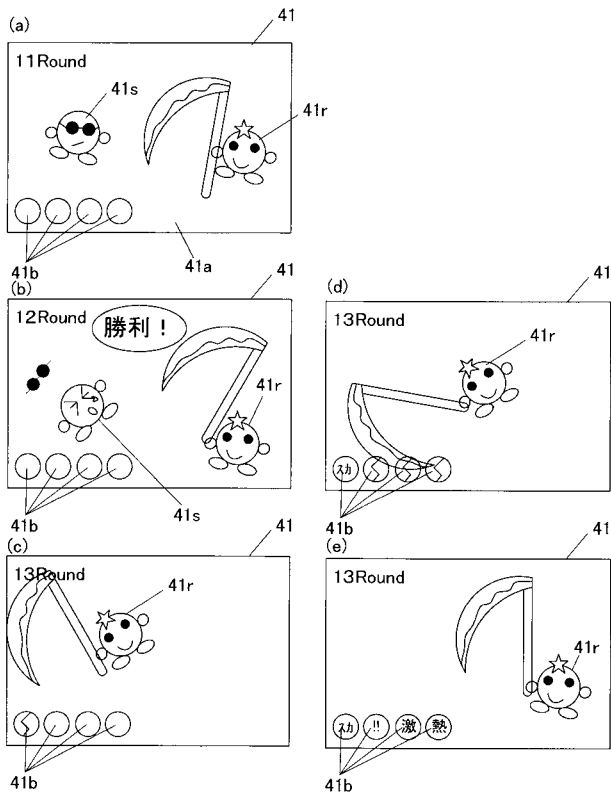 (a)
41
11Round
41s
41r
41b
41a
(b)
41
12Round
勝利！
41r
41b
41s
(c)
41
13Round
41r
41b
(d)
41
13Round
41r
スカ
41b
(e)
41
13Round
41r
スカ !! 激 熱
41b